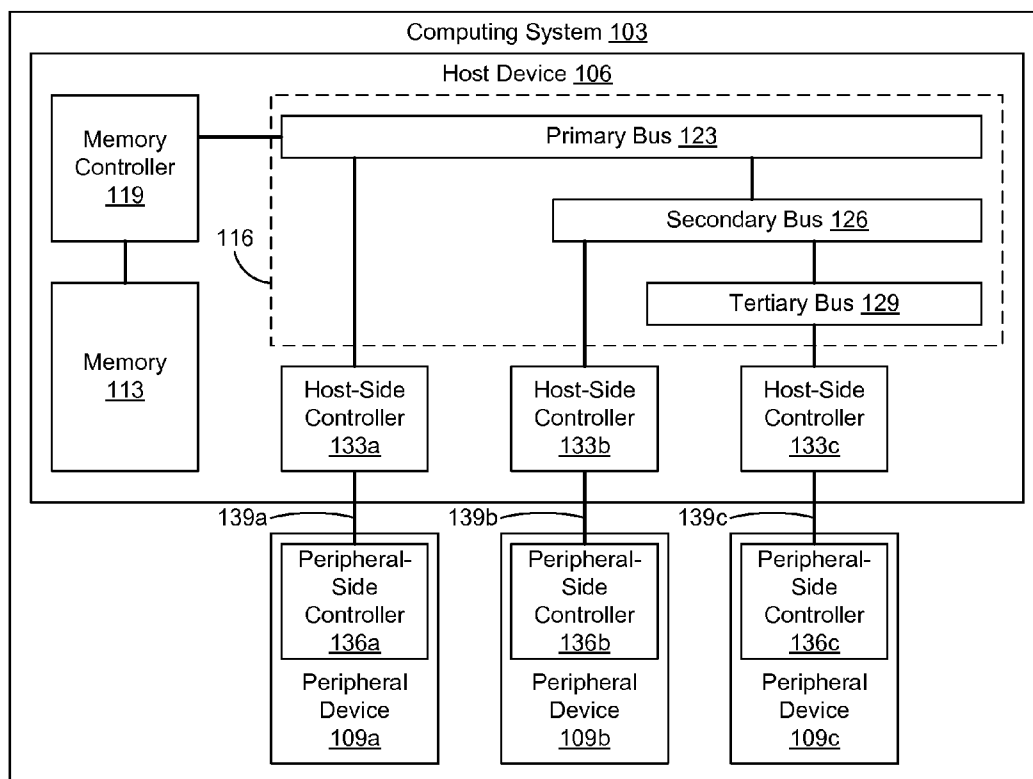 Computing System 103
Host Device 106
Memory
Controller
119
Primary Bus 123
Secondary Bus 126
116
Tertiary Bus 129
Memory
113
Host-Side
Controller
133a
Host-Side
Controller
133b
Host-Side
Controller
133c
139a
139b
139c
Peripheral-
Side
Controller
136a
Peripheral
Device
109a
Peripheral-
Side
Controller
136b
Peripheral
Device
109b
Peripheral-
Side
Controller
136c
Peripheral
Device
109c